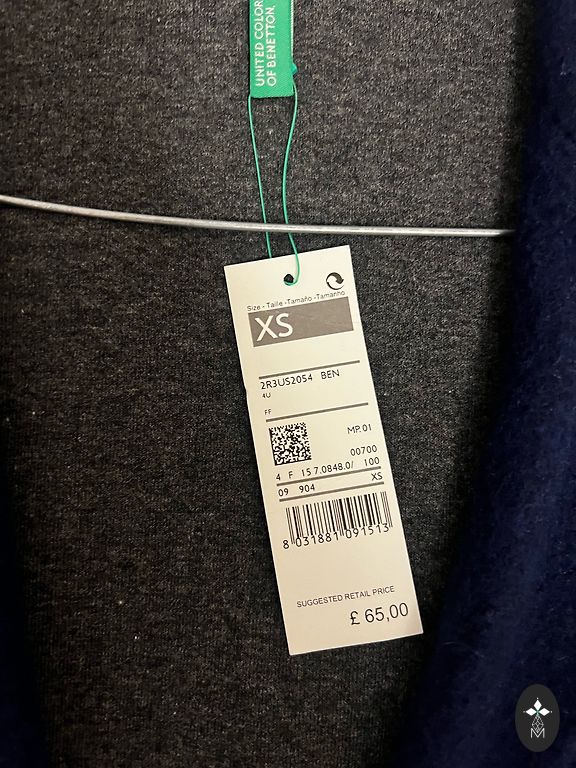 UNITED COLOR
OF BENETTON.
Size - Taille -Tamaño -Tamanho
XS
2R3US2054 BEN
4U
FF
MP.01
00700
4 F 15 7.0848.0/ 100
09 904 XS
8 031881 091513
SUGGESTED RETAIL PRICE
£ 65,00
M